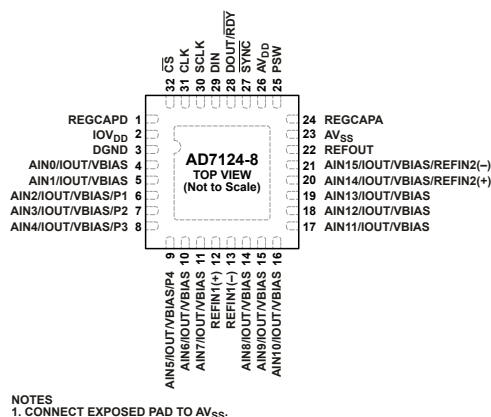 32 C̅S̅
31 CLK
30 SCLK
29 DIN
28 DOUT/R̅D̅Y̅
27 S̅Y̅N̅C̅
26 AVDD
25 PSW
REGCAPD 1
IOVDD 2
DGND 3
AIN0/IOUT/VBIAS 4
AIN1/IOUT/VBIAS 5
AIN2/IOUT/VBIAS/P1 6
AIN3/IOUT/VBIAS/P2 7
AIN4/IOUT/VBIAS/P3 8
AD7124-8
TOP VIEW
(Not to Scale)
24 REGCAPA
23 AVSS
22 REFOUT
21 AIN15/IOUT/VBIAS/REFIN2(–)
20 AIN14/IOUT/VBIAS/REFIN2(+)
19 AIN13/IOUT/VBIAS
18 AIN12/IOUT/VBIAS
17 AIN11/IOUT/VBIAS
AIN5/IOUT/VBIAS/P4 9
AIN6/IOUT/VBIAS 10
AIN7/IOUT/VBIAS 11
REFIN1(+) 12
REFIN1(–) 13
AIN8/IOUT/VBIAS 14
AIN9/IOUT/VBIAS 15
AIN10/IOUT/VBIAS 16
NOTES
1. CONNECT EXPOSED PAD TO AVSS.